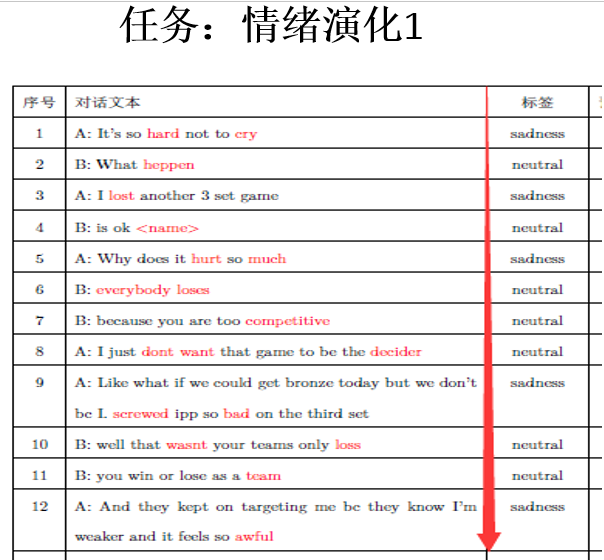 任务：情绪演化1
序号 对话文本 标签
1 A: It's so hard not to cry sadness
2 B: What heppen neutral
3 A: I lost another 3 set game sadness
4 B: is ok <name> neutral
5 A: Why does it hurt so much sadness
6 B: everybody loses neutral
7 B: because you are too competitive neutral
8 A: I just dont want that game to be the decider neutral
9 A: Like what if we could get bronze today but we don't sadness
bc I. screwed ipp so bad on the third set
10 B: well that wasnt your teams only loss neutral
11 B: you win or lose as a team neutral
12 A: And they kept on targeting me bc they know I'm sadness
weaker and it feels so awful